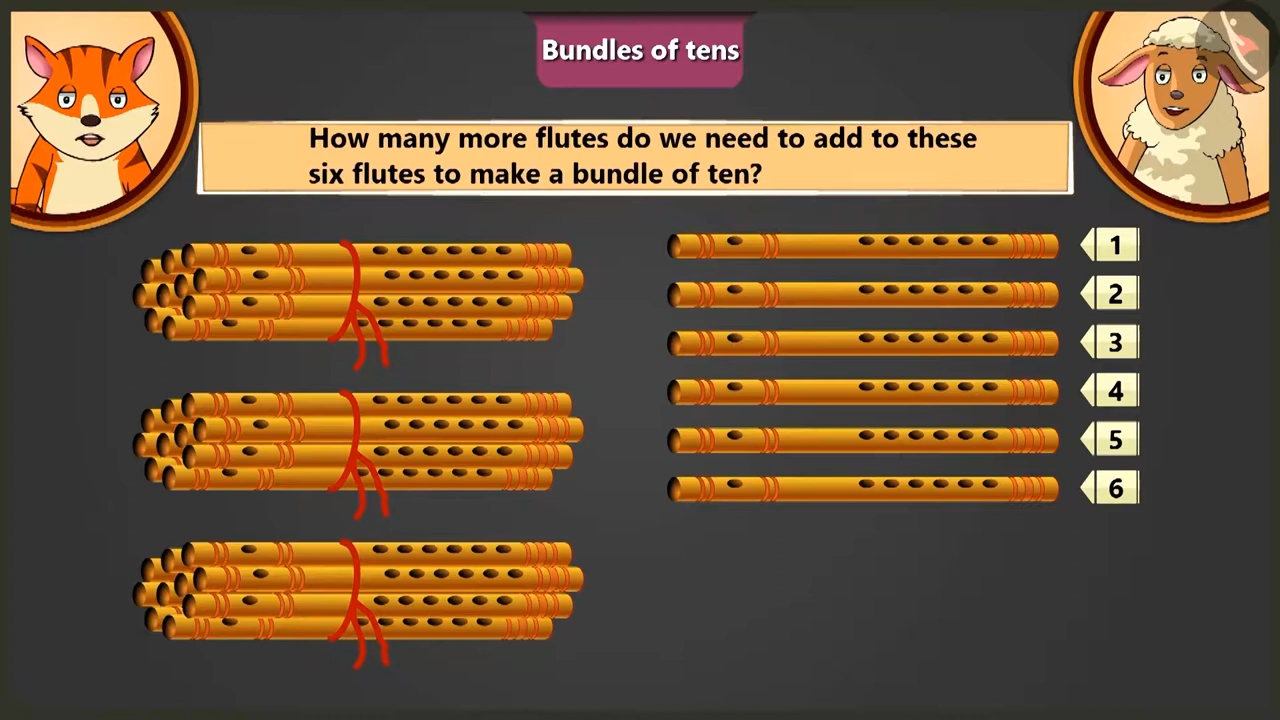 Bundles of tens
How many more flutes do we need to add to these
six flutes to make a bundle of ten?
1
2
3
4
5
6